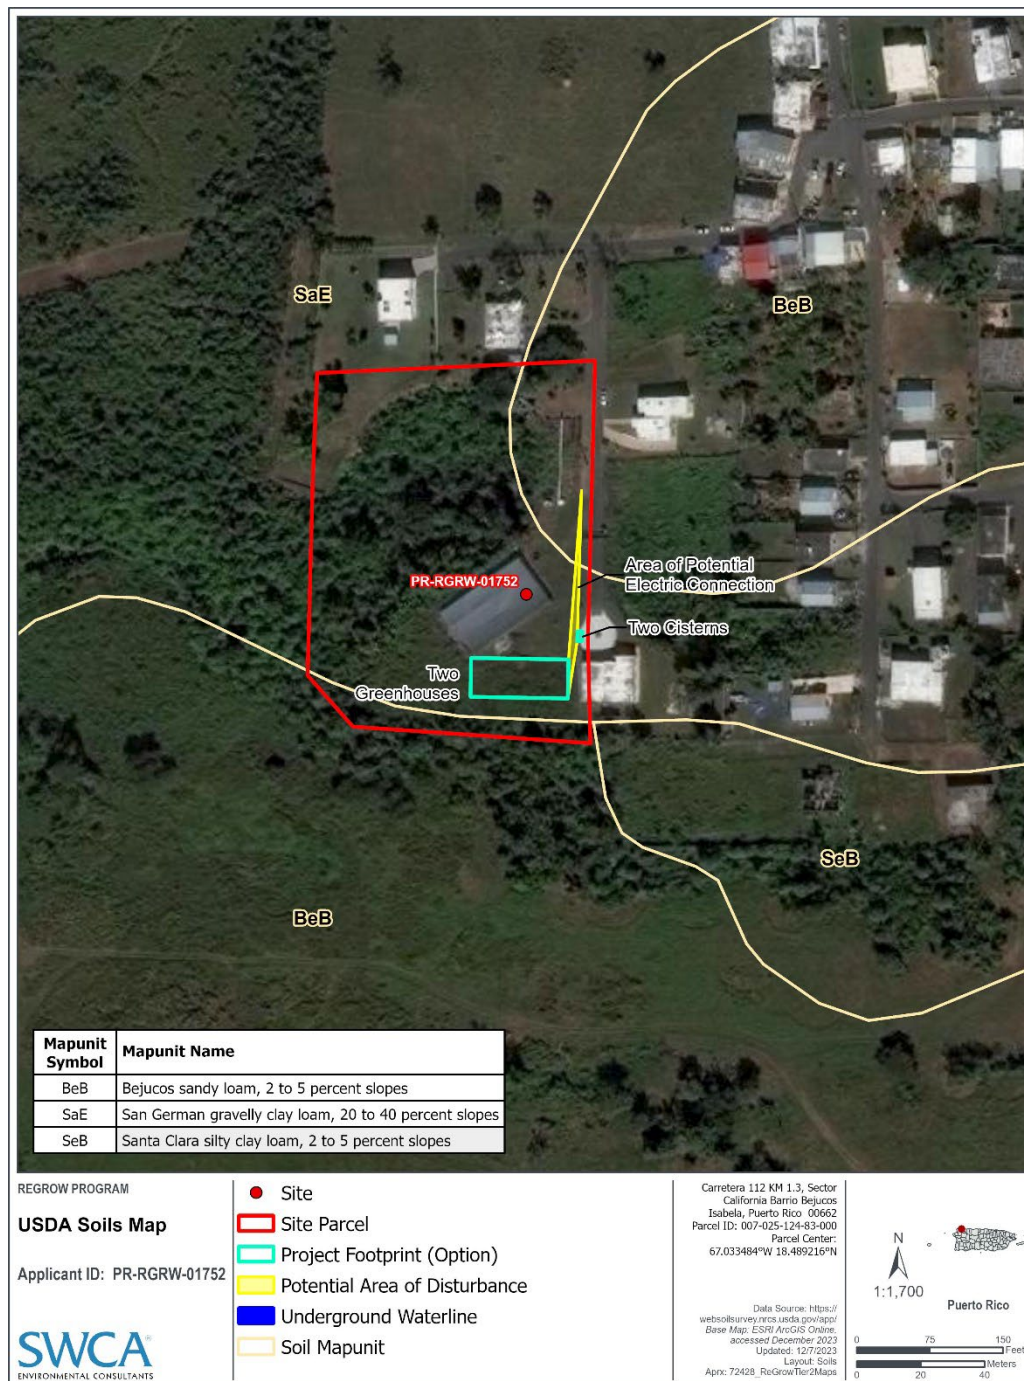 SaE
BeB
PR-RGRW-01752
Area of Potential
Electric Connection
Two Cisterns
Two
Greenhouses
SeB
BeB
Mapunit Symbol Mapunit Name
BeB Bejucos sandy loam, 2 to 5 percent slopes
SaE San German gravelly clay loam, 20 to 40 percent slopes
SeB Santa Clara silty clay loam, 2 to 5 percent slopes
REGROW PROGRAM
USDA Soils Map
Applicant ID: PR-RGRW-01752
SWCA
ENVIRONMENTAL CONSULTANTS
Site
Site Parcel
Project Footprint (Option)
Potential Area of Disturbance
Underground Waterline
Soil Mapunit
Carretera 112 KM 1.3, Sector
California Barrio Bejucos
Isabela, Puerto Rico 00662
Parcel ID: 007-025-124-83-000
Parcel Center:
67.033484°W 18.489216°N
Data Source: https://
websoilsurvey.nrcs.usda.gov/app/
Base Map: ESRI ArcGIS Online,
accessed December 2023
Updated: 12/7/2023
Layout: Soils
Aprx: 72428_ReGrowTier2Maps
N
1:1,700
Puerto Rico
0 75 150
Feet
Meters
0 20 40